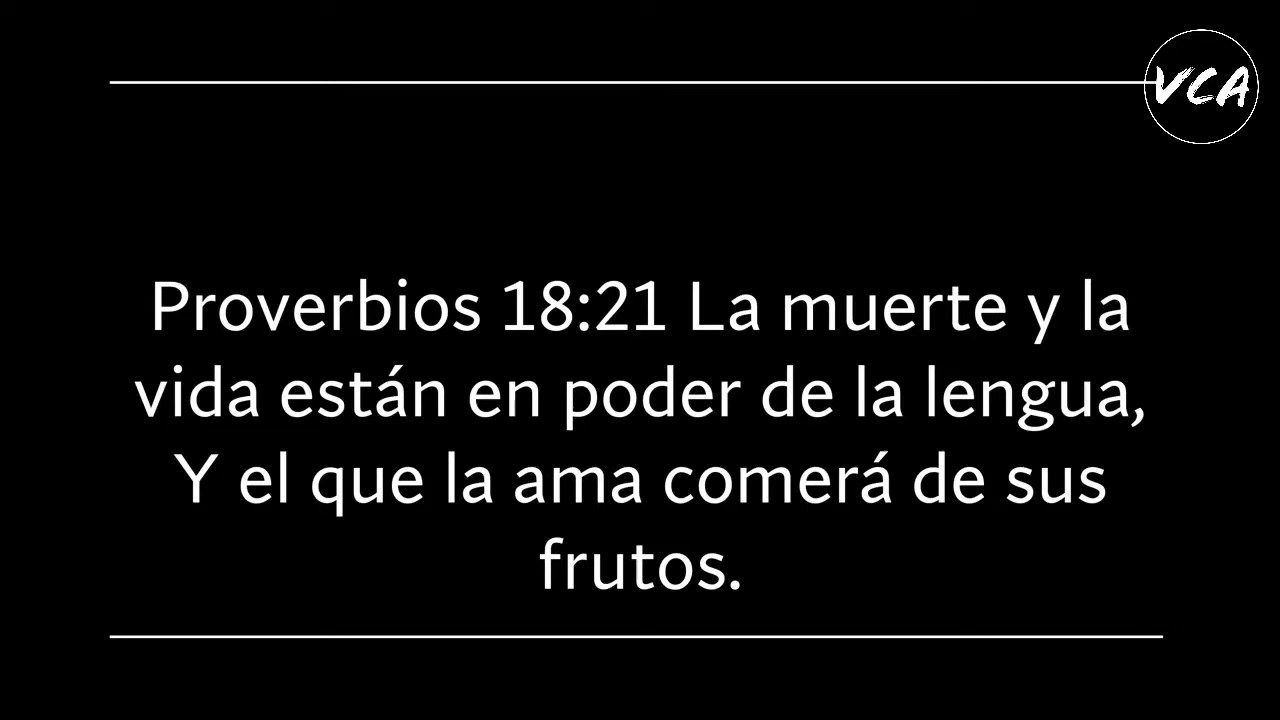 VCA
Proverbios 18:21 La muerte y la
vida están en poder de la lengua,
Y el que la ama comerá de sus
frutos.